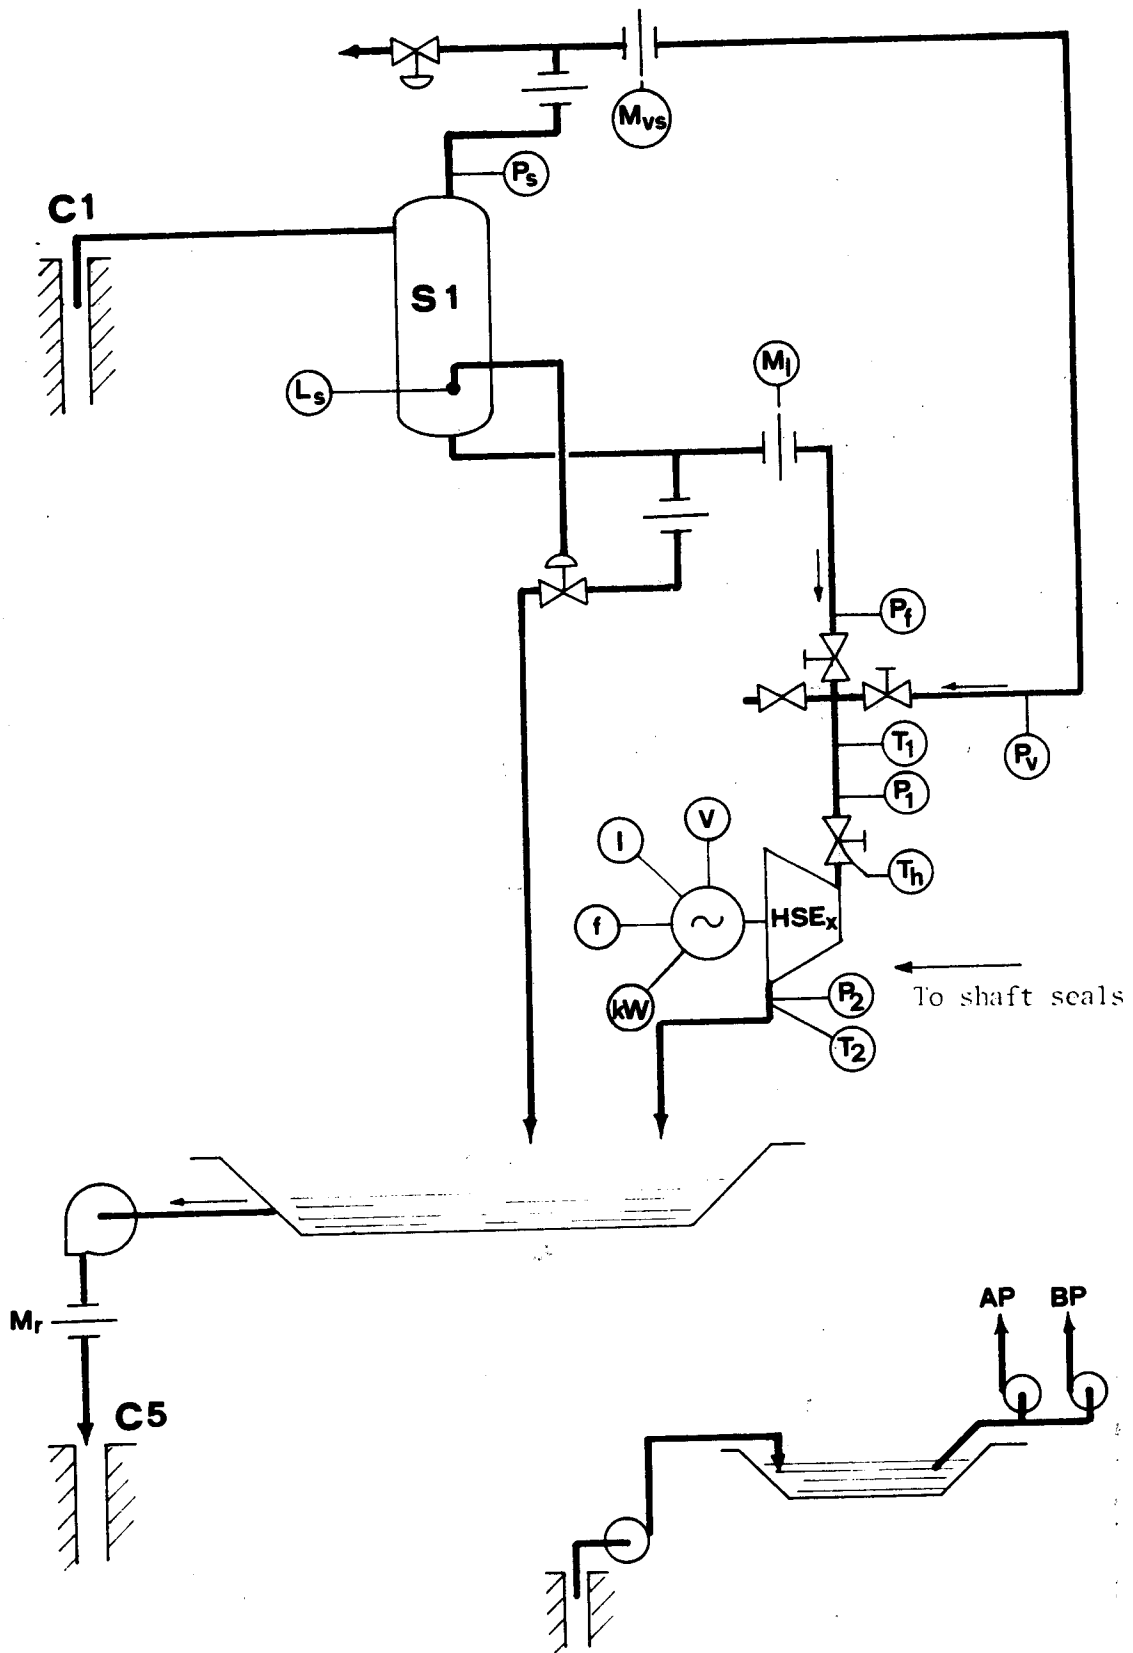 Mvs
Ps
C1
S1
Ls
Ml
Pf
T1
Pv
P1
V
I
Th
HSEx
f
~
kW
P2
To shaft seals
T2
Mr
AP BP
C5